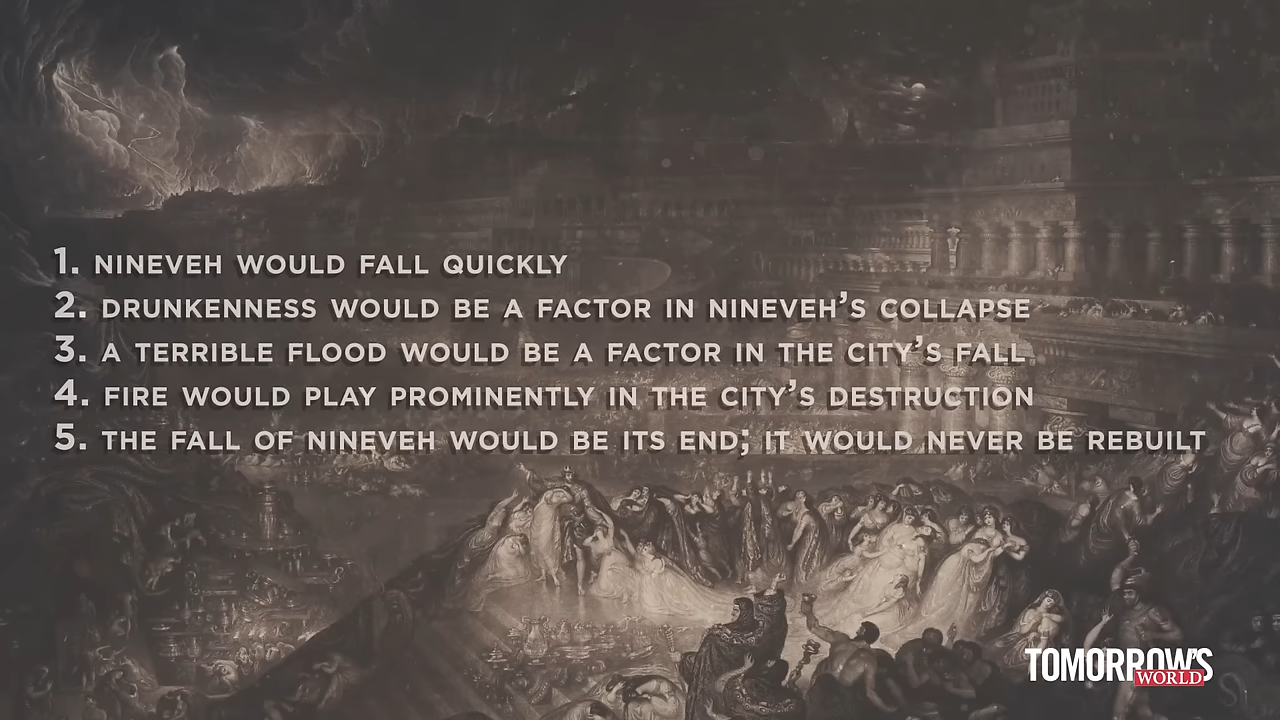 1. NINEVEH WOULD FALL QUICKLY
2. DRUNKENNESS WOULD BE A FACTOR IN NINEVEH'S COLLAPSE
3. A TERRIBLE FLOOD WOULD BE A FACTOR IN THE CITY'S FALL
4. FIRE WOULD PLAY PROMINENTLY IN THE CITY'S DESTRUCTION
5. THE FALL OF NINEVEH WOULD BE ITS END; IT WOULD NEVER BE REBUILT
TOMORROW'S
WORLD